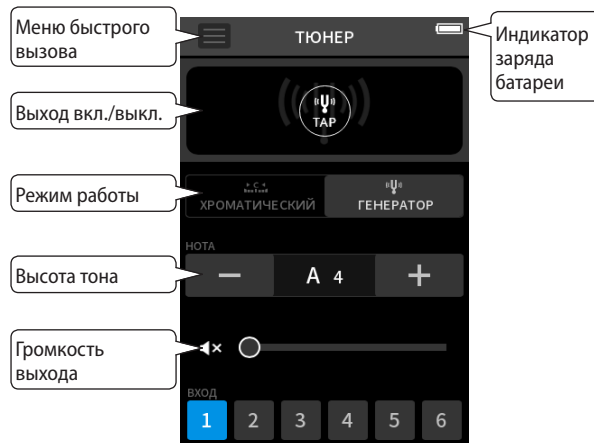 Меню быстрого
вызова
ТЮНЕР
Индикатор
заряда
батареи
Выход вкл./выкл.
TAP
Режим работы
C
ХРОМАТИЧЕСКИЙ
ГЕНЕРАТОР
НОТА
Высота тона
− A 4 +
Громкость
выхода
ВХОД
1 2 3 4 5 6